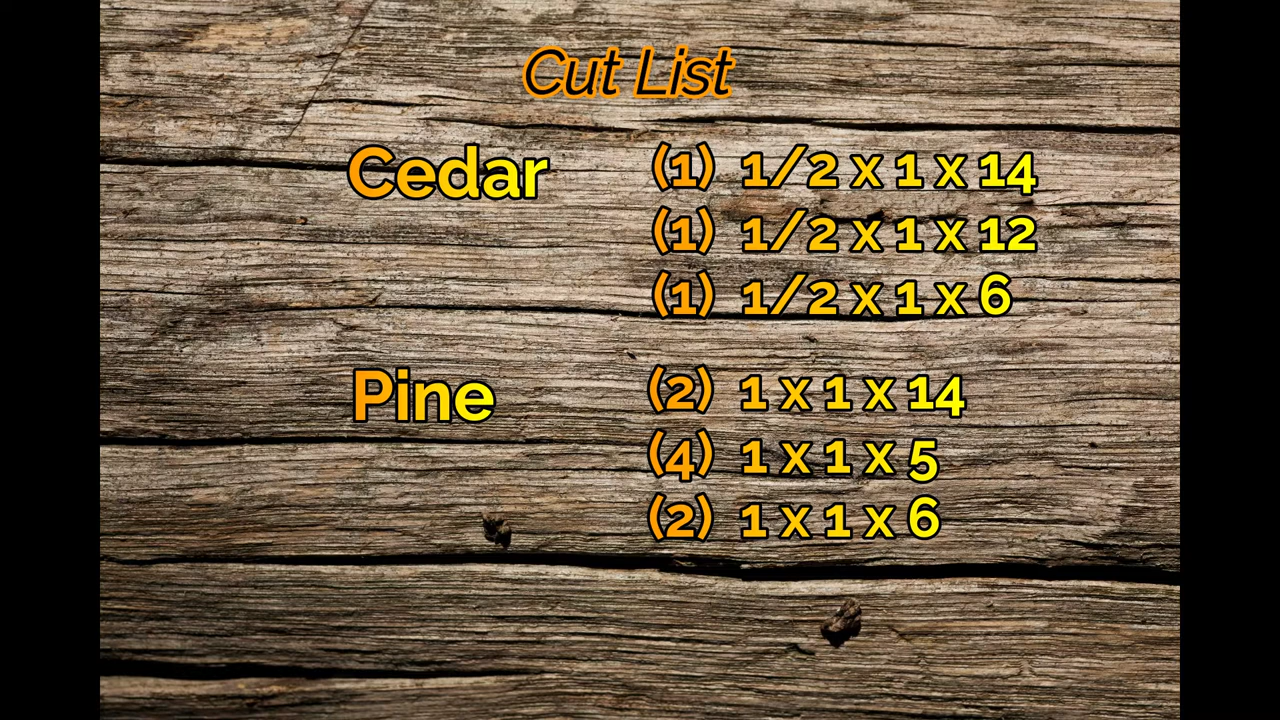 Cut List
Cedar (1) 1/2 x 1 x 14
(1) 1/2 x 1 x 12
(1) 1/2 x 1 x 6
Pine (2) 1 x 1 x 14
(4) 1 x 1 x 5
(2) 1 x 1 x 6